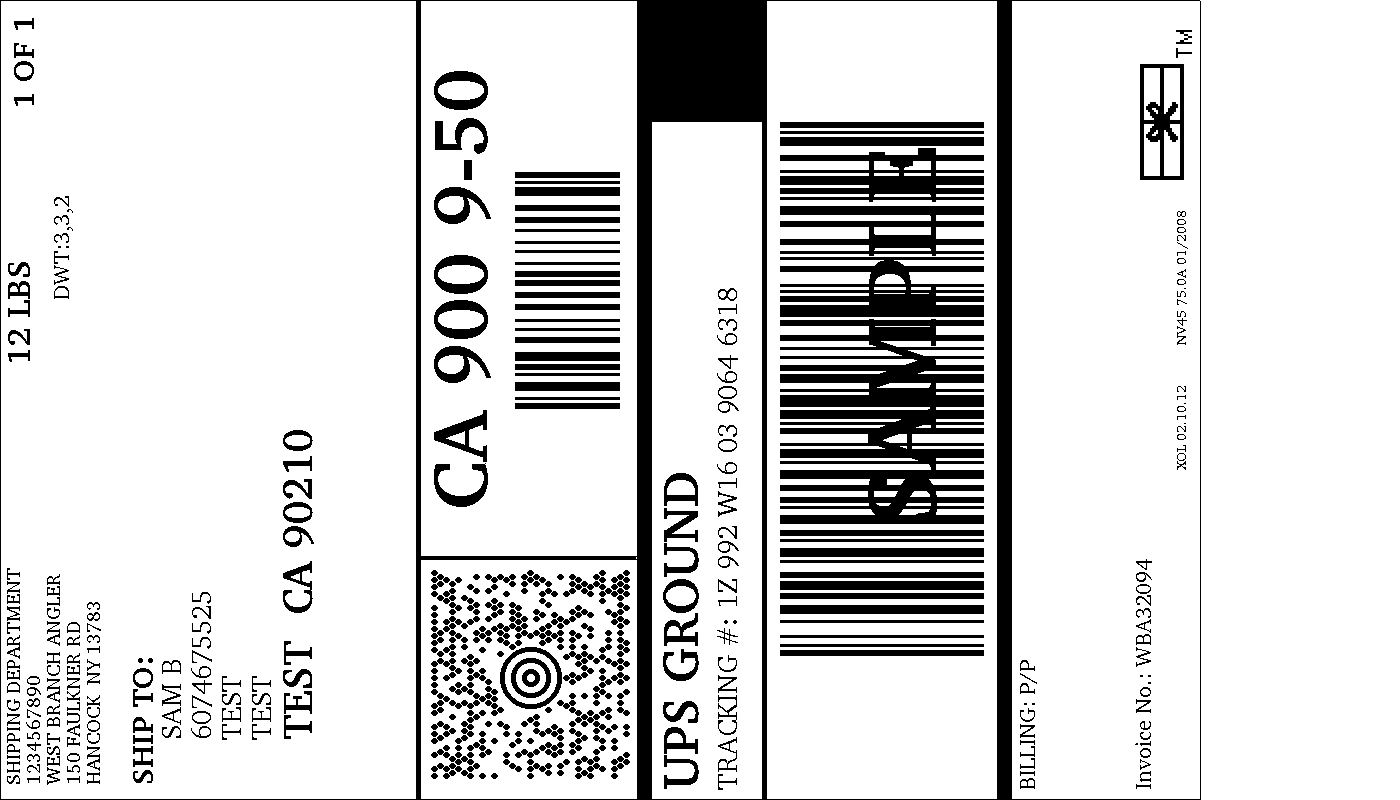 SHIPPING DEPARTMENT
1234567890
WEST BRANCH ANGLER
150 FAULKNER RD
HANCOCK NY 13783
12 LBS
1 OF 1
DWT:3,3,2
SHIP TO:
SAM B
6074675525
TEST
TEST
TEST CA 90210
CA 900 9-50
UPS GROUND
TRACKING #: 1Z 992 W16 03 9064 6318
SAMPLE
BILLING: P/P
Invoice No.: WBA32094
XOL 02.10.12
NV45 75.0A 01/2008
TM